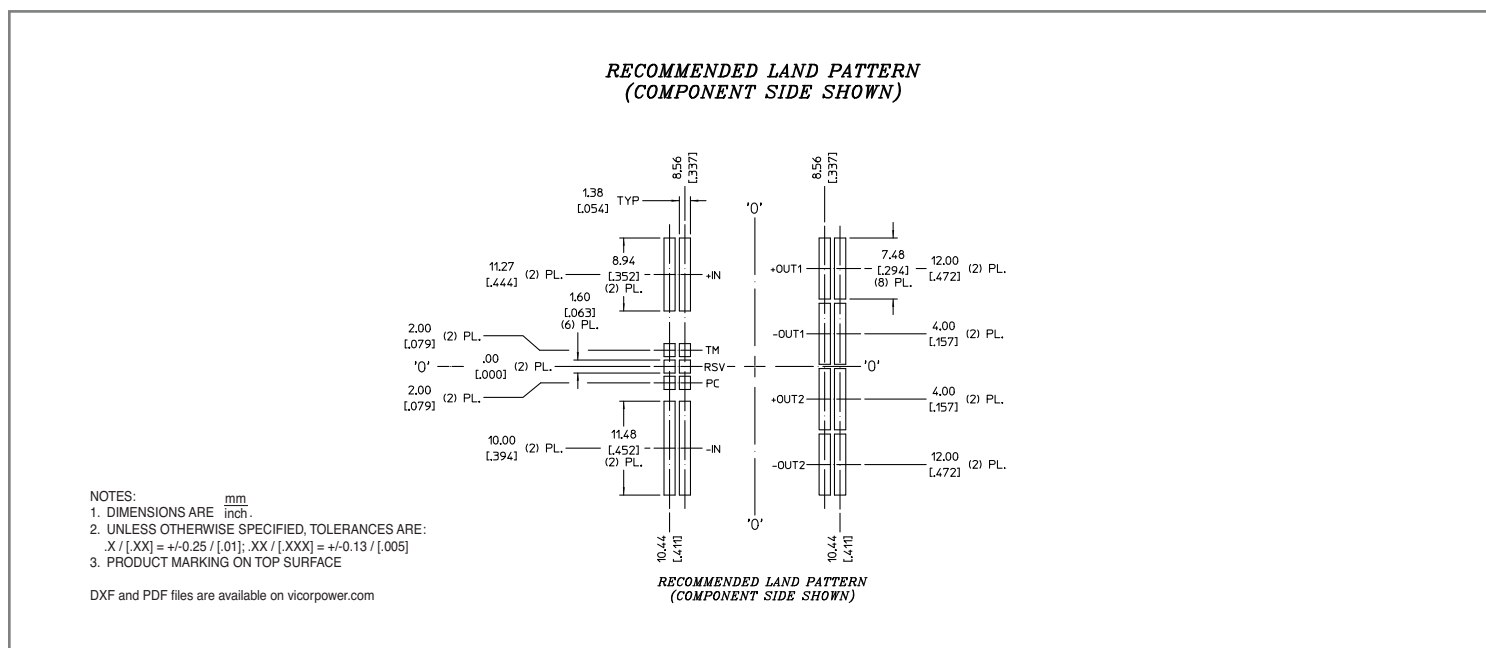 RECOMMENDED LAND PATTERN
(COMPONENT SIDE SHOWN)
8.56
[.337]
8.56
[.337]
1.38
[.054]
TYP
'0'
11.27
[.444]
(2) PL.
8.94
[.352]
(2) PL.
+IN
+OUT1
7.48
[.294]
(8) PL.
12.00
[.472]
(2) PL.
1.60
[.063]
(6) PL.
2.00
[.079]
(2) PL.
TM
-OUT1
4.00
[.157]
(2) PL.
'0'
.00
[.000]
(2) PL.
RSV
'0'
2.00
[.079]
(2) PL.
PC
+OUT2
4.00
[.157]
(2) PL.
10.00
[.394]
(2) PL.
11.48
[.452]
(2) PL.
-IN
-OUT2
12.00
[.472]
(2) PL.
'0'
10.44
[.411]
10.44
[.411]
RECOMMENDED LAND PATTERN
(COMPONENT SIDE SHOWN)
NOTES:
1. DIMENSIONS ARE mm
inch.
2. UNLESS OTHERWISE SPECIFIED, TOLERANCES ARE:
.X / [.XX] = +/-0.25 / [.01]; .XX / [.XXX] = +/-0.13 / [.005]
3. PRODUCT MARKING ON TOP SURFACE
DXF and PDF files are available on vicorpower.com